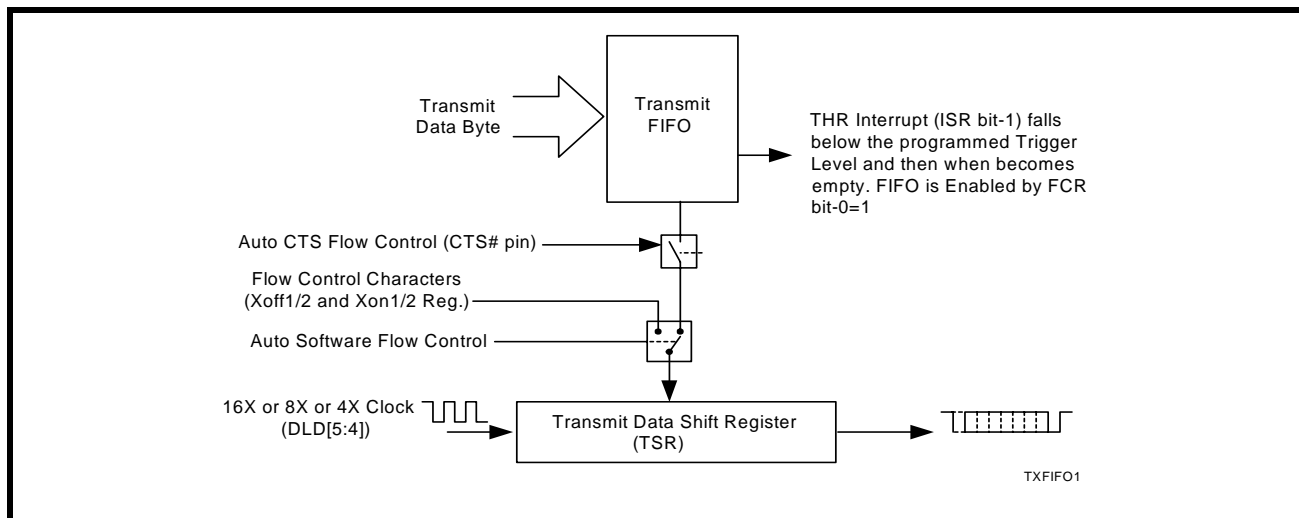 Transmit
Data Byte
Transmit
FIFO
THR Interrupt (ISR bit-1) falls
below the programmed Trigger
Level and then when becomes
empty. FIFO is Enabled by FCR
bit-0=1
Auto CTS Flow Control (CTS# pin)
Flow Control Characters
(Xoff1/2 and Xon1/2 Reg.)
Auto Software Flow Control
16X or 8X or 4X Clock
(DLD[5:4])
Transmit Data Shift Register
(TSR)
TXFIFO1